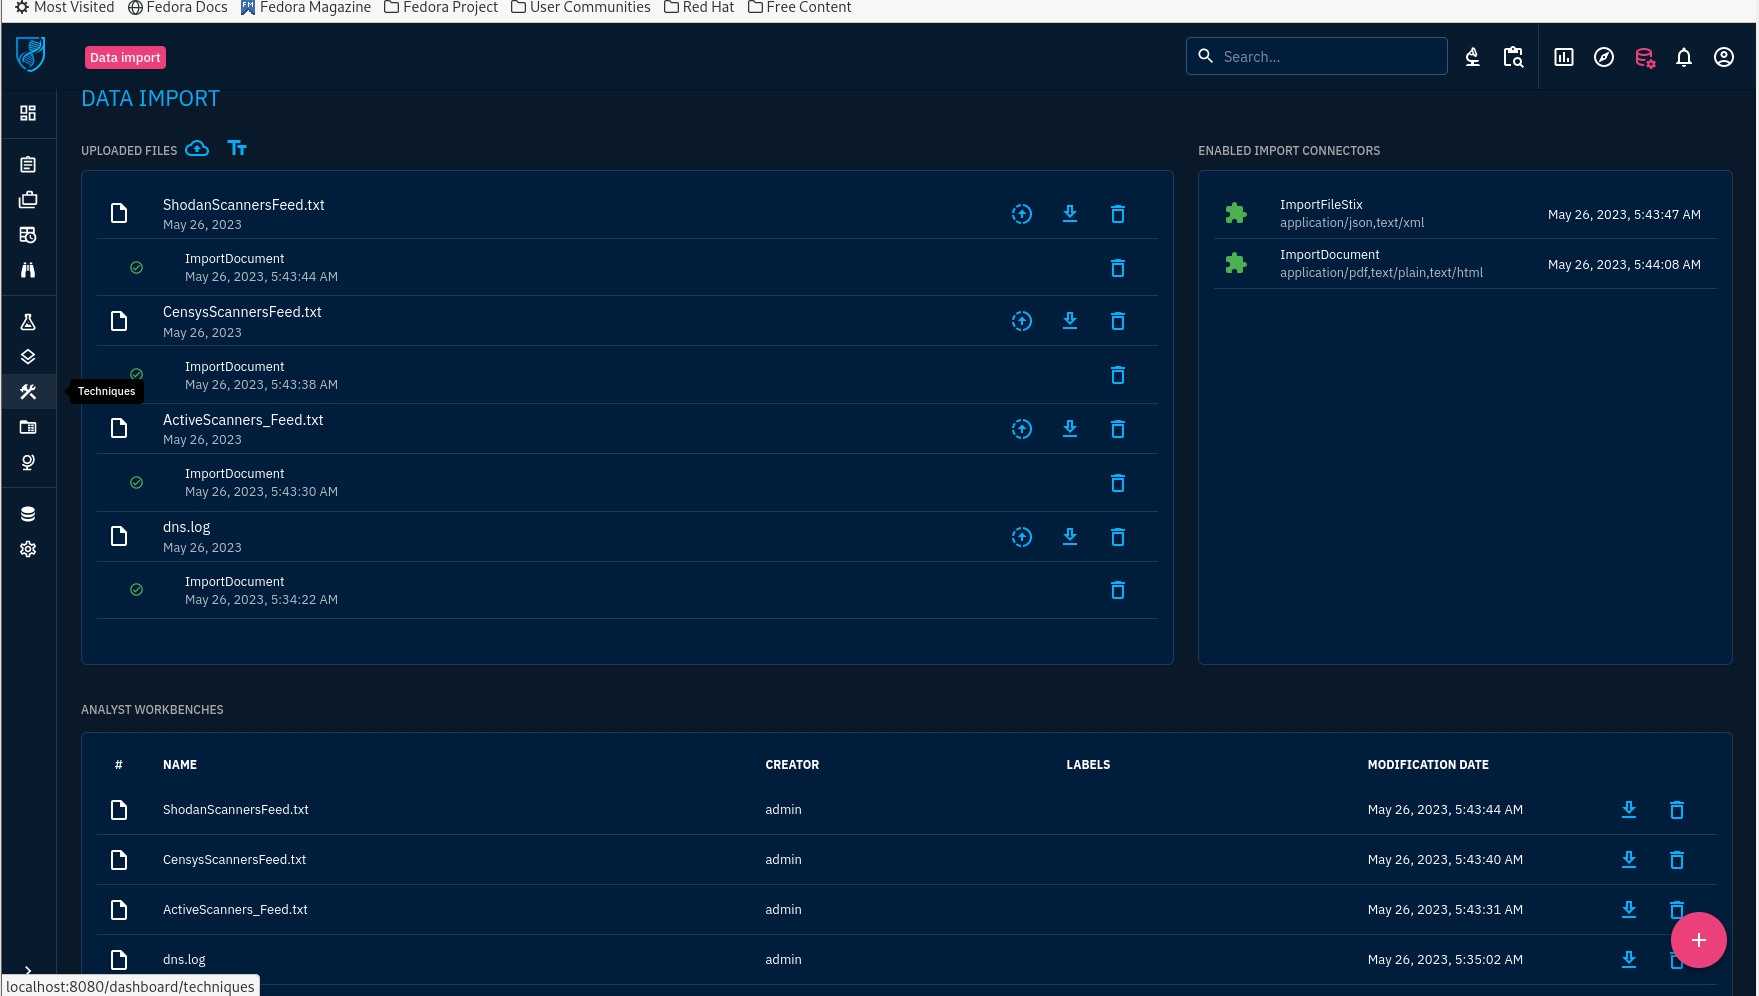 Most Visited Fedora Docs Fedora Magazine Fedora Project User Communities Red Hat Free Content
Data import
Search...
DATA IMPORT
UPLOADED FILES
ShodanScannersFeed.txt
May 26, 2023
ImportDocument
May 26, 2023, 5:43:44 AM
CensysScannersFeed.txt
May 26, 2023
ImportDocument
May 26, 2023, 5:43:38 AM
Techniques
ActiveScanners_Feed.txt
May 26, 2023
ImportDocument
May 26, 2023, 5:43:30 AM
dns.log
May 26, 2023
ImportDocument
May 26, 2023, 5:34:22 AM
ENABLED IMPORT CONNECTORS
ImportFileStix
application/json,text/xml
May 26, 2023, 5:43:47 AM
ImportDocument
application/pdf,text/plain,text/html
May 26, 2023, 5:44:08 AM
ANALYST WORKBENCHES
# NAME CREATOR LABELS MODIFICATION DATE
ShodanScannersFeed.txt admin May 26, 2023, 5:43:44 AM
CensysScannersFeed.txt admin May 26, 2023, 5:43:40 AM
ActiveScanners_Feed.txt admin May 26, 2023, 5:43:31 AM
dns.log admin May 26, 2023, 5:35:02 AM
localhost:8080/dashboard/techniques